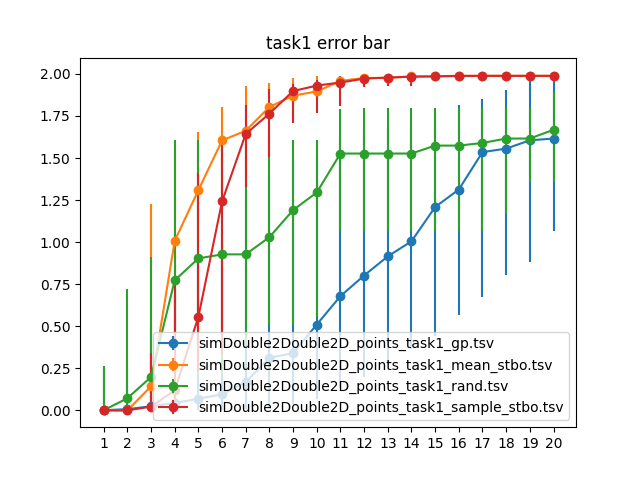 task1 error bar
2.00
1.75
1.50
1.25
1.00
0.75
0.50
0.25
0.00
simDouble2Double2D_points_task1_gp.tsv
simDouble2Double2D_points_task1_mean_stbo.tsv
simDouble2Double2D_points_task1_rand.tsv
simDouble2Double2D_points_task1_sample_stbo.tsv
1 2 3 4 5 6 7 8 9 10 11 12 13 14 15 16 17 18 19 20